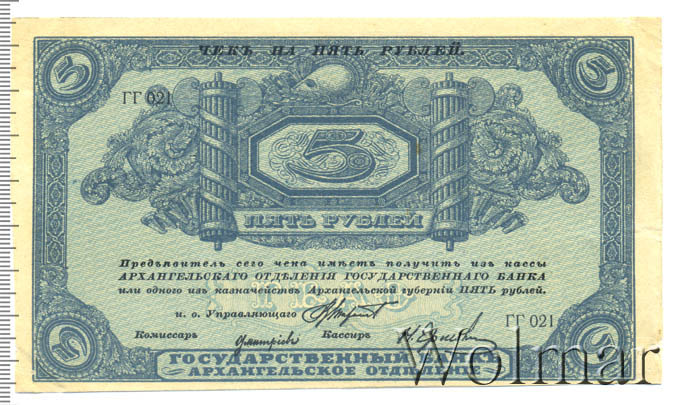 ЧЕКЪ НА ПЯТЬ РУБЛЕЙ.
5 5
ГГ 021
5
ПЯТЬ РУБЛЕЙ
Предъявитель сего чека имѣетъ получить изъ кассы
АРХАНГЕЛЬСКАГО ОТДѢЛЕНІЯ ГОСУДАРСТВЕННАГО БАНКА
или одного изъ казначействъ Архангельской губерніи ПЯТЬ рублей.
и. о. Управляющаго
ГГ 021
Комиссаръ Кассиръ
5 5
ГОСУДАРСТВЕННЫЙ БАНКЪ
АРХАНГЕЛЬСКОЕ ОТДѢЛЕНІЕ
Wolmar